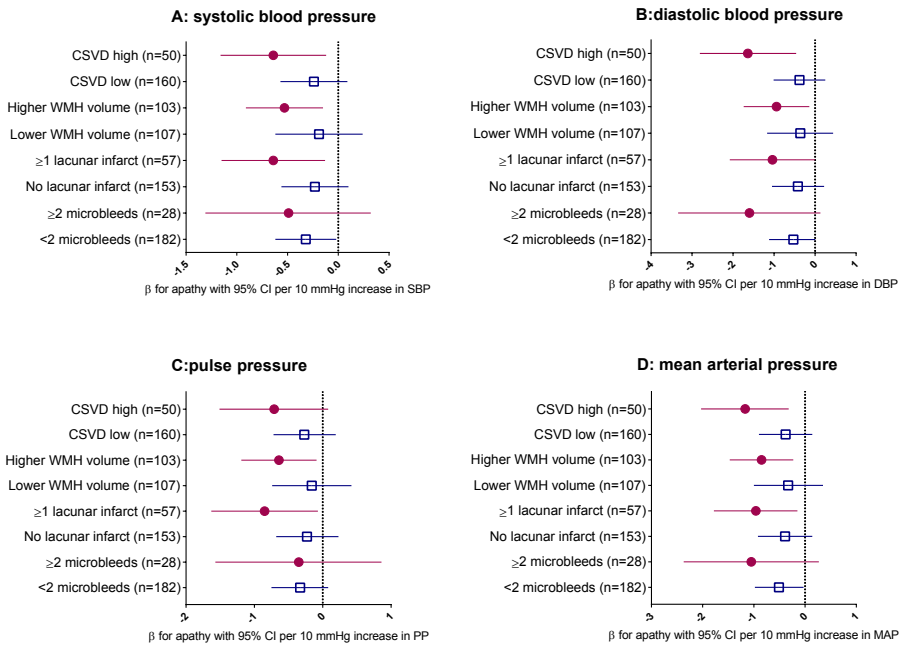 A: systolic blood pressure
CSVD high (n=50)
CSVD low (n=160)
Higher WMH volume (n=103)
Lower WMH volume (n=107)
≥1 lacunar infarct (n=57)
No lacunar infarct (n=153)
≥2 microbleeds (n=28)
<2 microbleeds (n=182)
-1.5 -1.0 -0.5 0.0 0.5
β for apathy with 95% CI per 10 mmHg increase in SBP
B:diastolic blood pressure
CSVD high (n=50)
CSVD low (n=160)
Higher WMH volume (n=103)
Lower WMH volume (n=107)
≥1 lacunar infarct (n=57)
No lacunar infarct (n=153)
≥2 microbleeds (n=28)
<2 microbleeds (n=182)
-4 -3 -2 -1 0 1
β for apathy with 95% CI per 10 mmHg increase in DBP
C:pulse pressure
CSVD high (n=50)
CSVD low (n=160)
Higher WMH volume (n=103)
Lower WMH volume (n=107)
≥1 lacunar infarct (n=57)
No lacunar infarct (n=153)
≥2 microbleeds (n=28)
<2 microbleeds (n=182)
-2 -1 0 1
β for apathy with 95% CI per 10 mmHg increase in PP
D: mean arterial pressure
CSVD high (n=50)
CSVD low (n=160)
Higher WMH volume (n=103)
Lower WMH volume (n=107)
≥1 lacunar infarct (n=57)
No lacunar infarct (n=153)
≥2 microbleeds (n=28)
<2 microbleeds (n=182)
-3 -2 -1 0 1
β for apathy with 95% CI per 10 mmHg increase in MAP